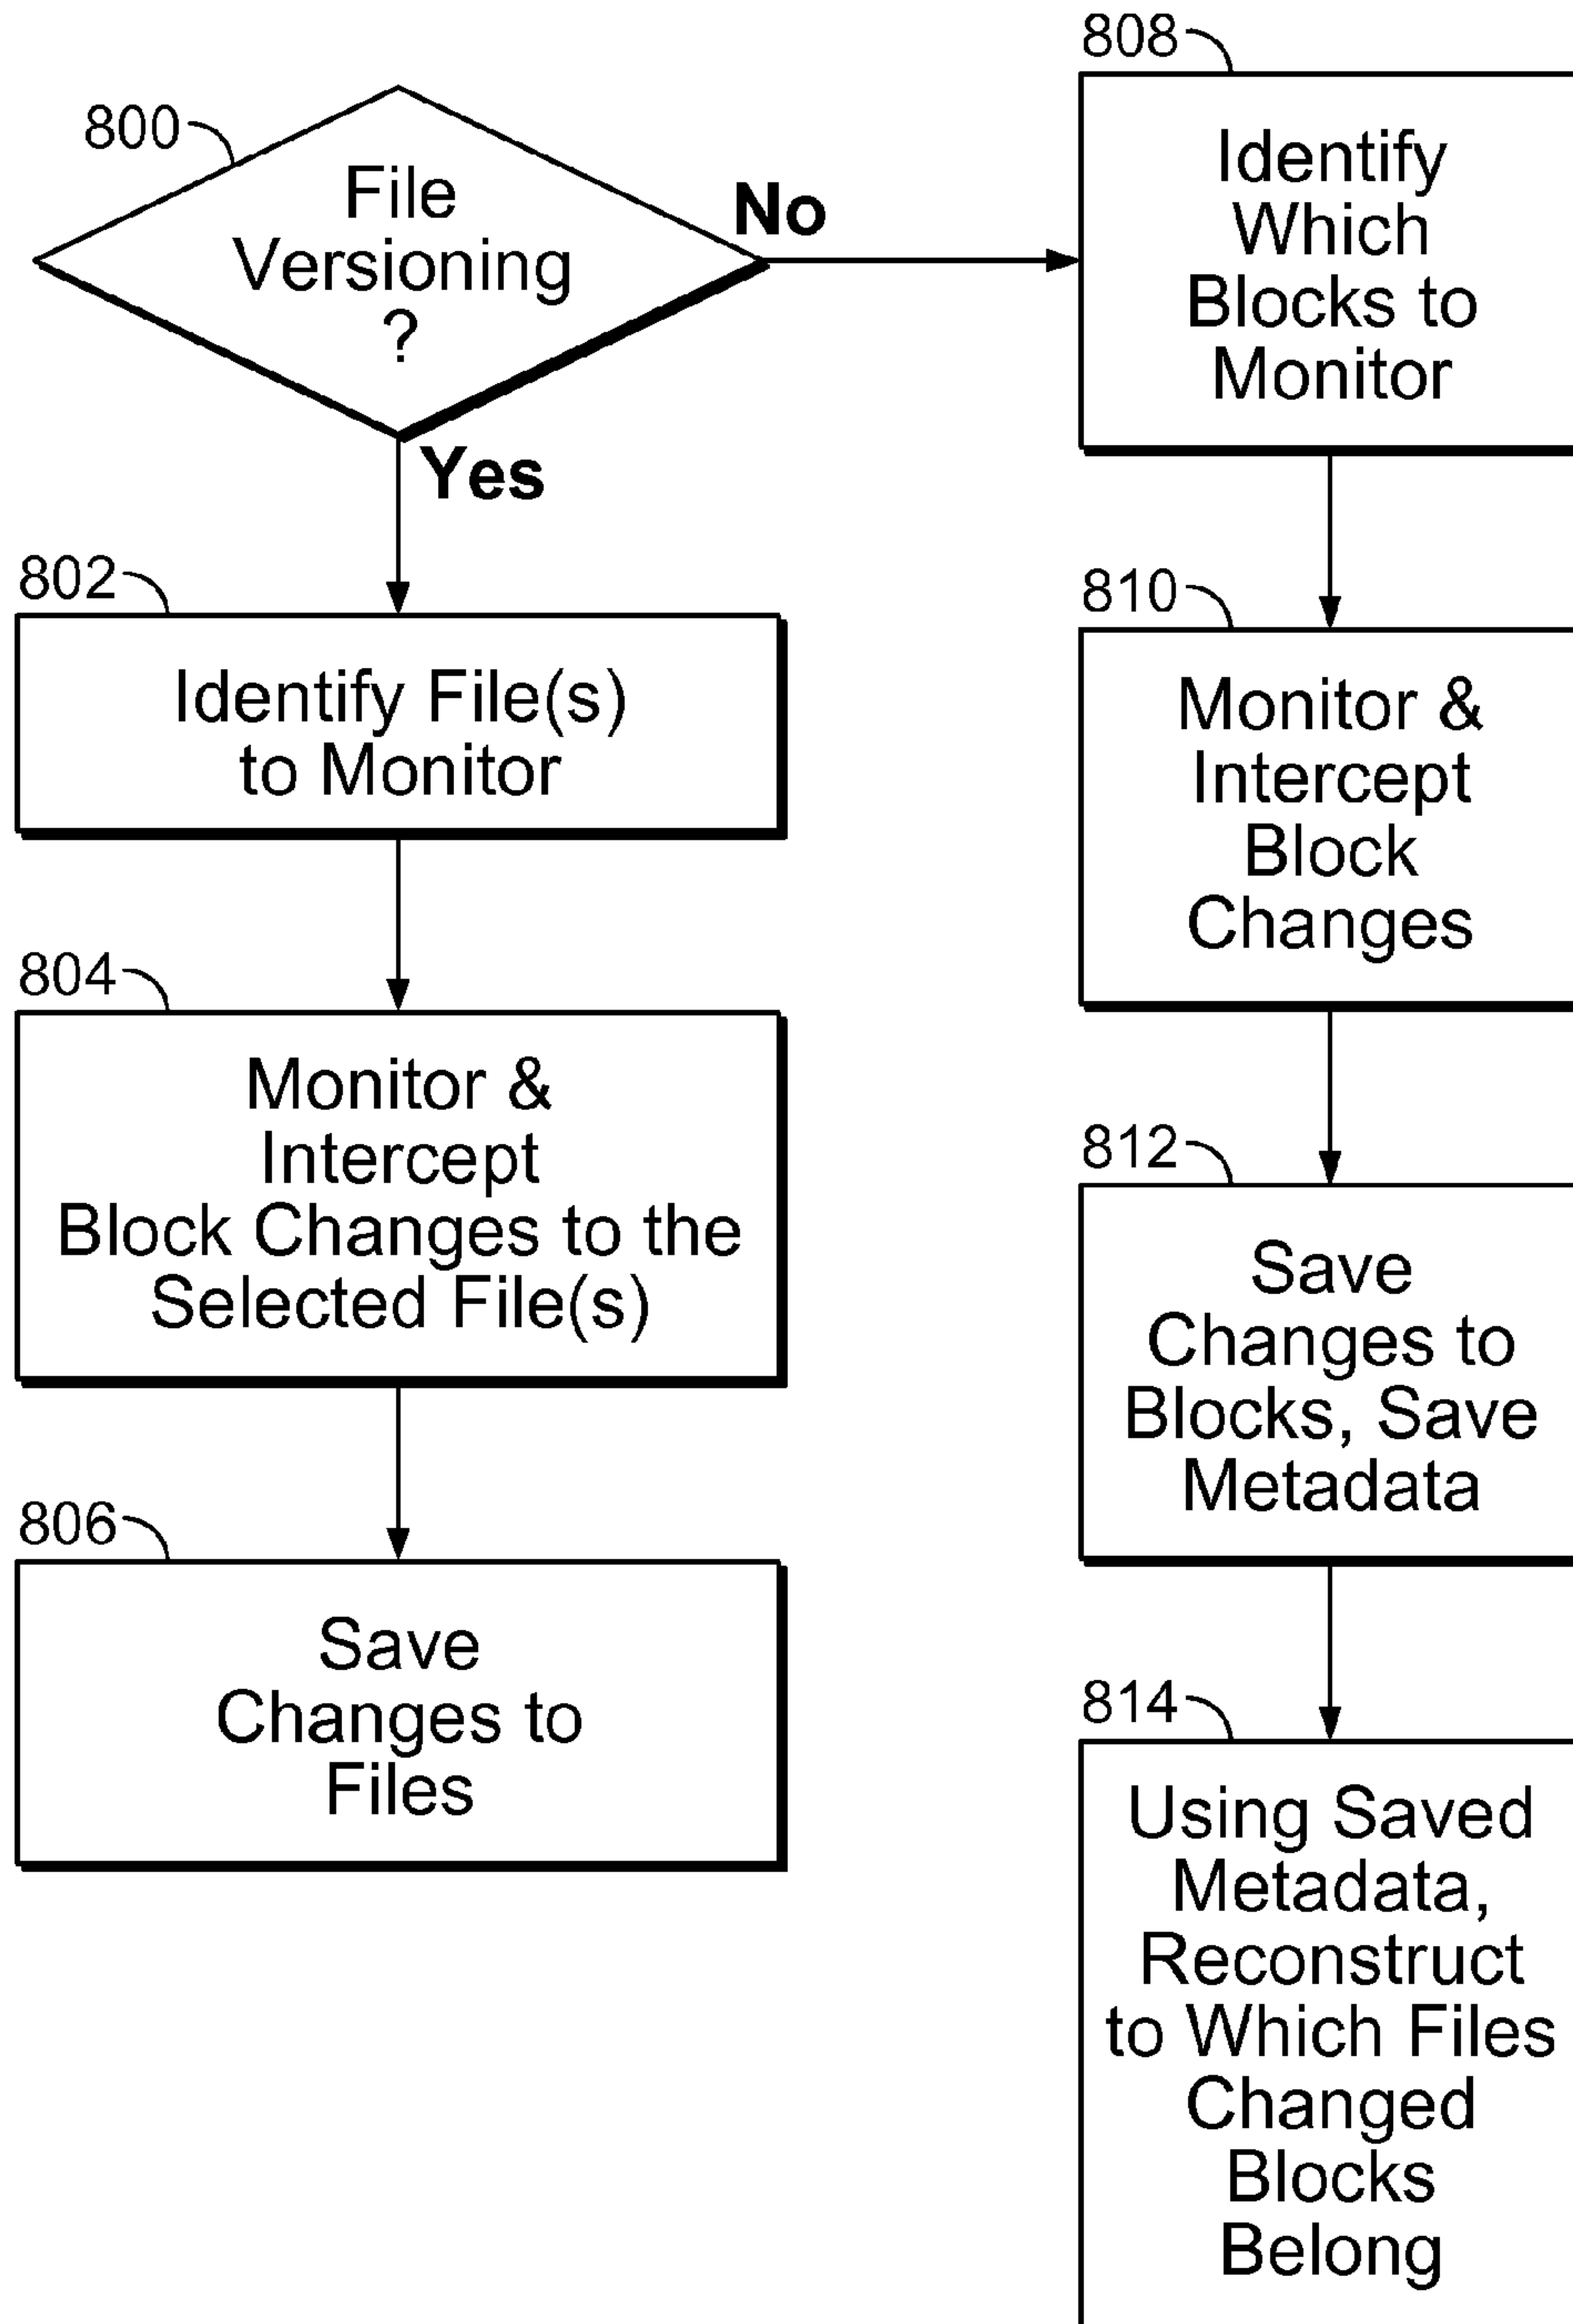 800
File
Versioning
?
No
Yes
802
Identify File(s)
to Monitor
804
Monitor &
Intercept
Block Changes to the
Selected File(s)
806
Save
Changes to
Files
808
Identify
Which
Blocks to
Monitor
810
Monitor &
Intercept
Block
Changes
812
Save
Changes to
Blocks, Save
Metadata
814
Using Saved
Metadata,
Reconstruct
to Which Files
Changed
Blocks
Belong